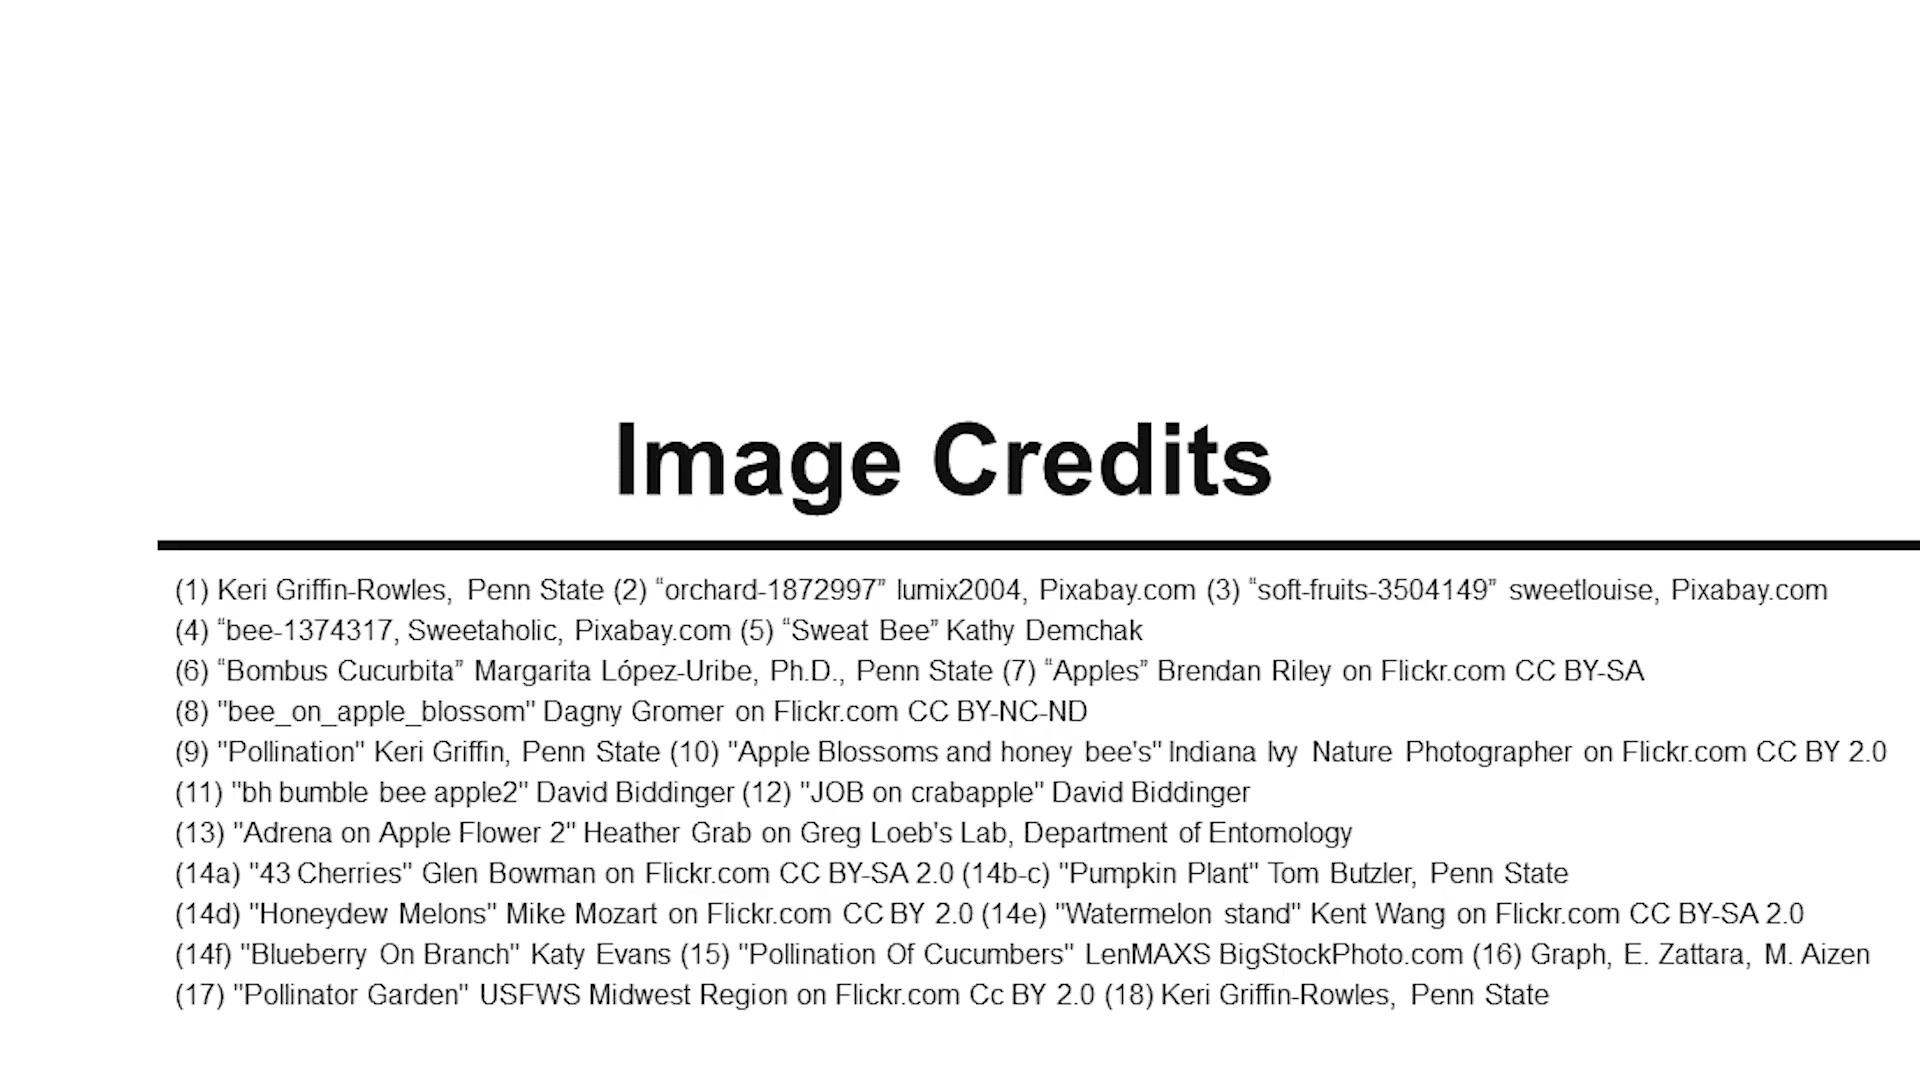 Image Credits
(1) Keri Griffin-Rowles, Penn State (2) “orchard-1872997” lumix2004, Pixabay.com (3) “soft-fruits-3504149” sweetlouise, Pixabay.com
(4) “bee-1374317, Sweetaholic, Pixabay.com (5) “Sweat Bee” Kathy Demchak
(6) “Bombus Cucurbita” Margarita López-Uribe, Ph.D., Penn State (7) “Apples” Brendan Riley on Flickr.com CC BY-SA
(8) "bee_on_apple_blossom" Dagny Gromer on Flickr.com CC BY-NC-ND
(9) "Pollination" Keri Griffin, Penn State (10) "Apple Blossoms and honey bee's" Indiana Ivy Nature Photographer on Flickr.com CC BY 2.0
(11) "bh bumble bee apple2" David Biddinger (12) "JOB on crabapple" David Biddinger
(13) "Adrena on Apple Flower 2" Heather Grab on Greg Loeb's Lab, Department of Entomology
(14a) "43 Cherries" Glen Bowman on Flickr.com CC BY-SA 2.0 (14b-c) "Pumpkin Plant" Tom Butzler, Penn State
(14d) "Honeydew Melons" Mike Mozart on Flickr.com CC BY 2.0 (14e) "Watermelon stand" Kent Wang on Flickr.com CC BY-SA 2.0
(14f) "Blueberry On Branch" Katy Evans (15) "Pollination Of Cucumbers" LenMAXS BigStockPhoto.com (16) Graph, E. Zattara, M. Aizen
(17) "Pollinator Garden" USFWS Midwest Region on Flickr.com Cc BY 2.0 (18) Keri Griffin-Rowles, Penn State